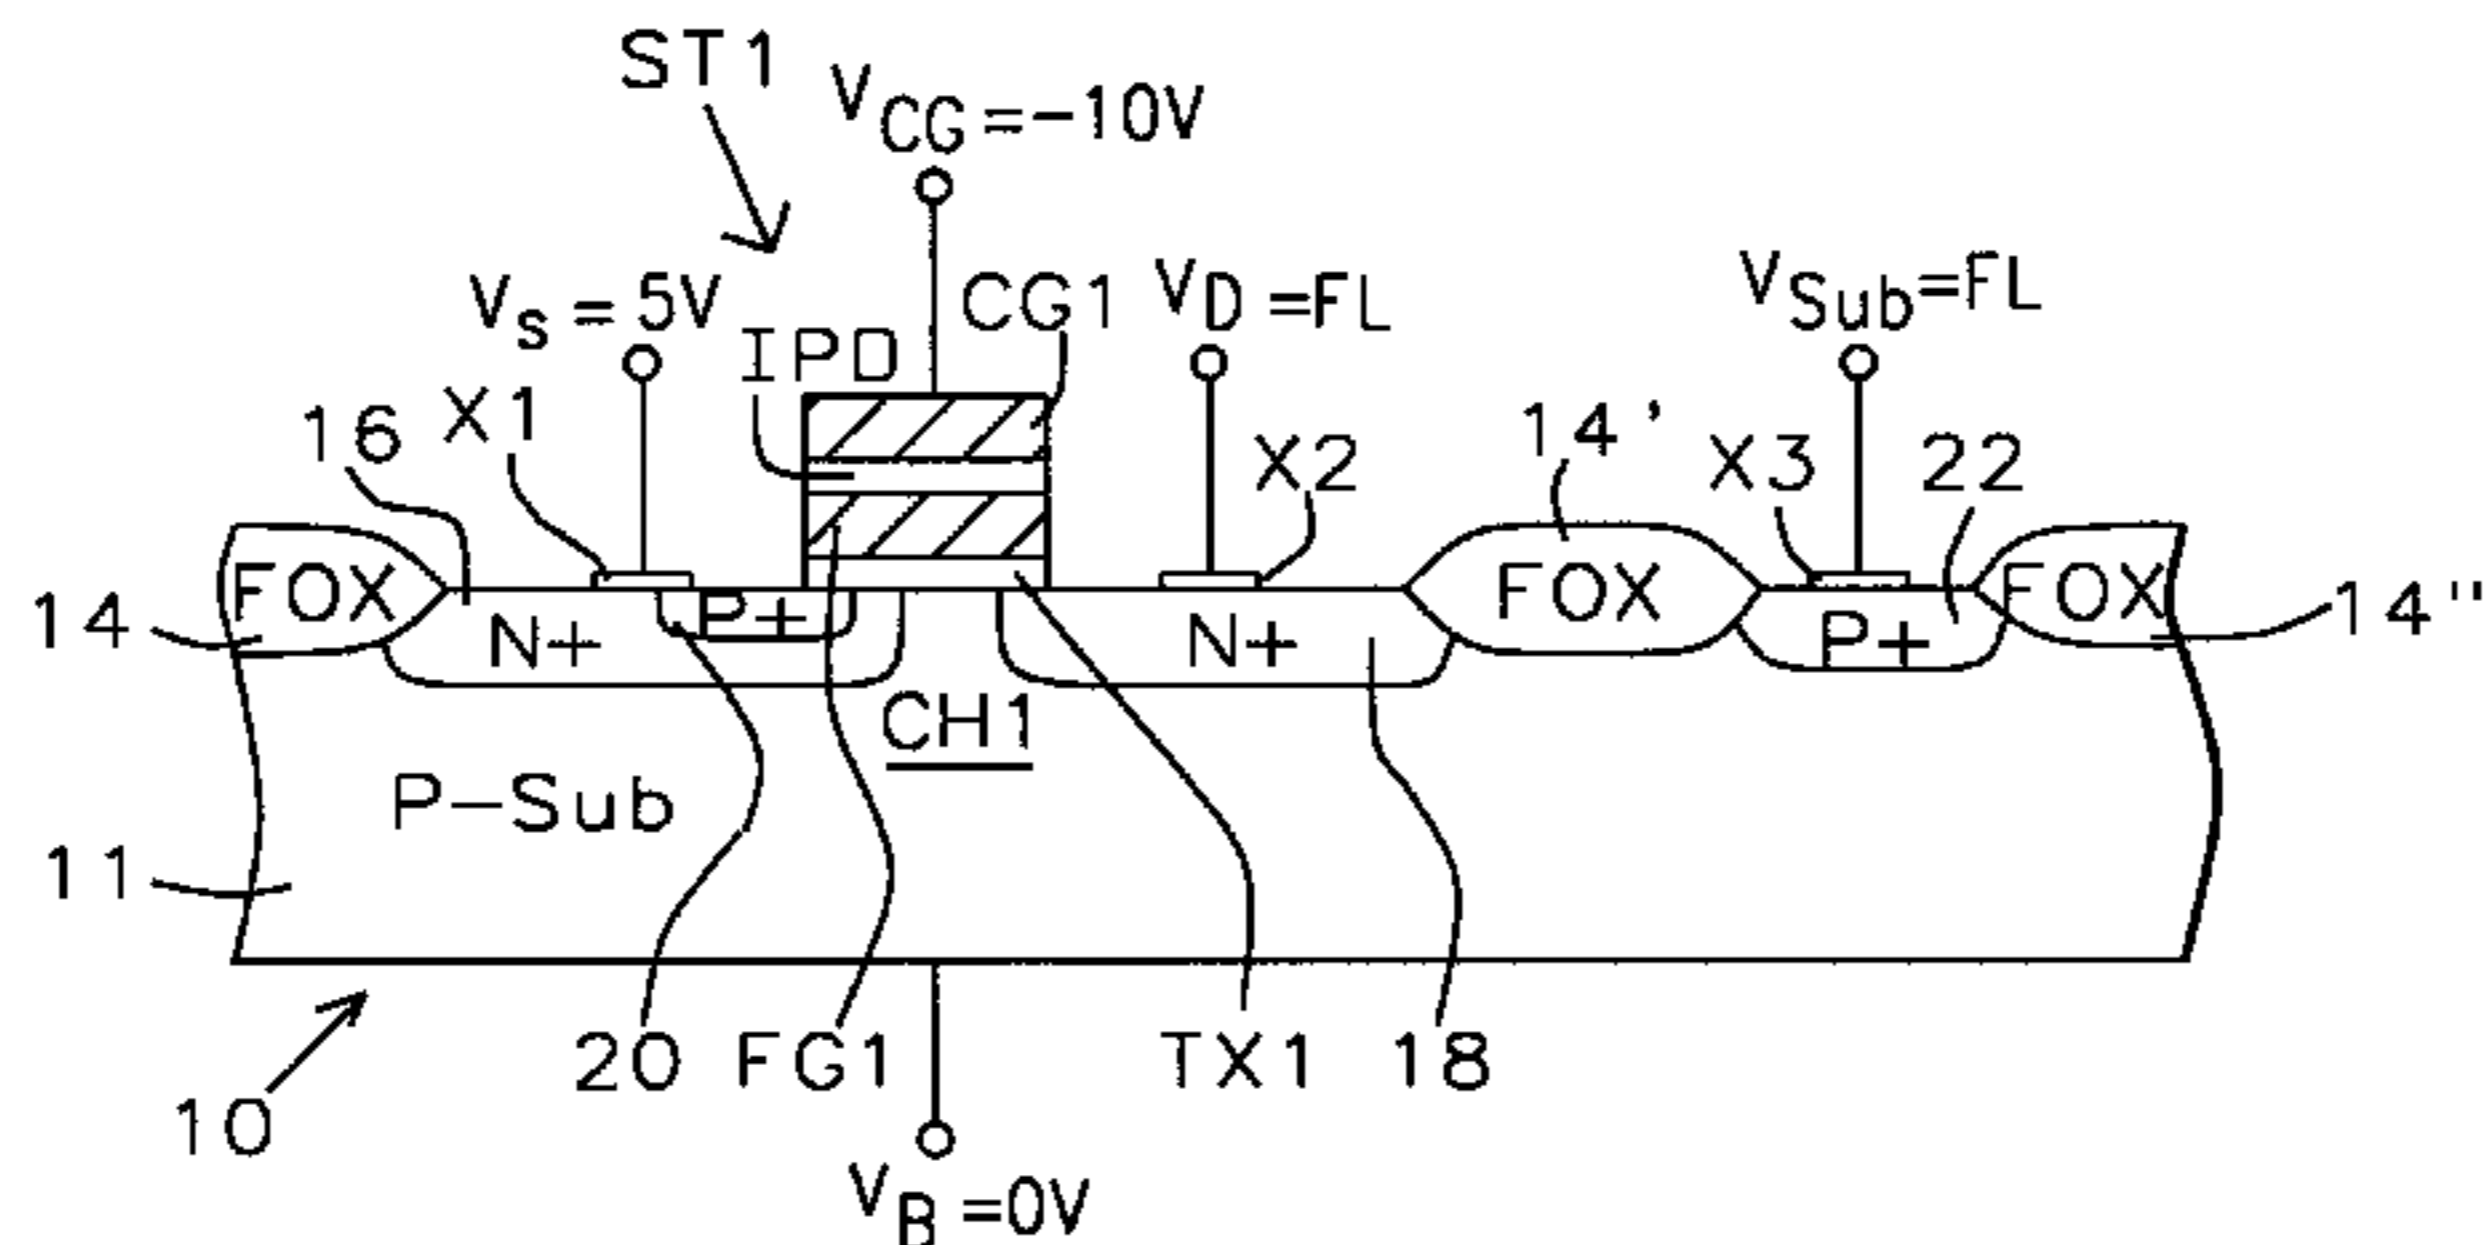 ST1
VCG=-10V
Vs=5V
IPD
CG1
VD=FL
VSub=FL
16
X1
X2
14'
X3
22
FOX
FOX
FOX
14
N+
P+
N+
P+
14"
CH1
P-Sub
11
20
FG1
TX1
18
10
VB=0V